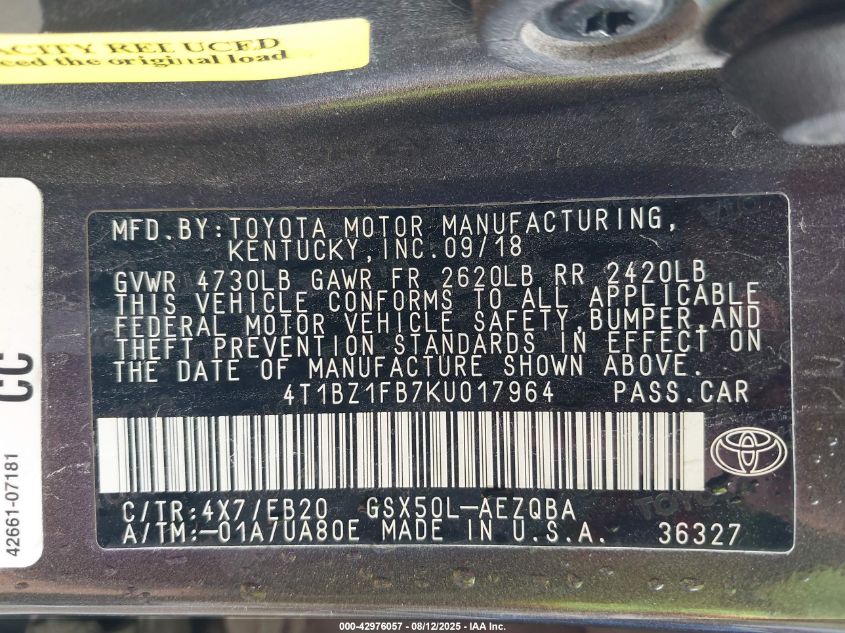 ACITY REDUCED
ced the original load
MFD.BY: TOYOTA MOTOR MANUFACTURING,
KENTUCKY, INC. 09/18
GVWR 4730LB GAWR FR 2620LB RR 2420LB
THIS VEHICLE CONFORMS TO ALL APPLICABLE
FEDERAL MOTOR VEHICLE SAFETY, BUMPER, AND
THEFT PREVENTION STANDARDS IN EFFECT ON
THE DATE OF MANUFACTURE SHOWN ABOVE.
4T1BZ1FB7KU017964 PASS.CAR
C/TR: 4X7/EB20 GSX50L-AEZQBA
A/TM:-01A/UA80E MADE IN U.S.A. 36327
CC
42661-07181
000-42976057 - 08/12/2025 - IAA Inc.